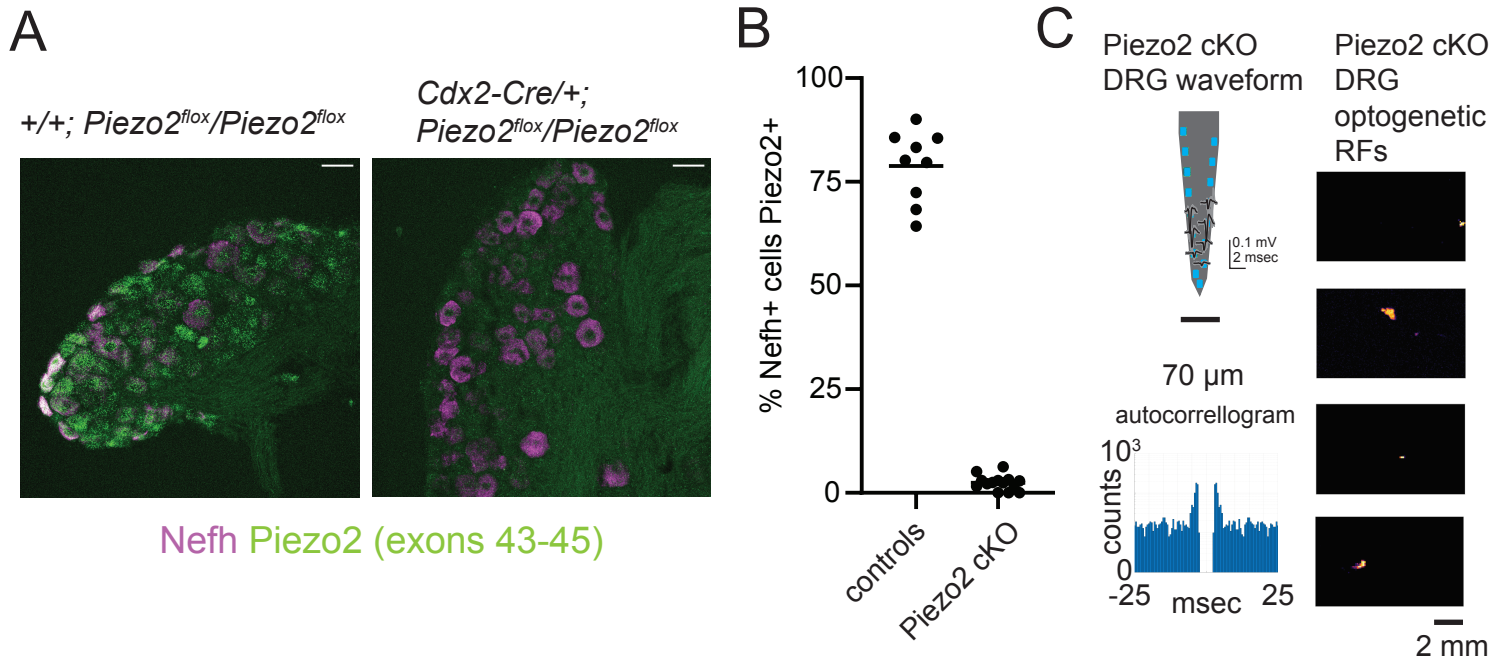 A
+/+; Piezo2flox/Piezo2flox
Cdx2-Cre/+;
Piezo2flox/Piezo2flox
Nefh Piezo2 (exons 43-45)
B
% Nefh+ cells Piezo2+
100
75
50
25
0
controls
Piezo2 cKO
C
Piezo2 cKO
DRG waveform
0.1 mV
2 msec
70 µm
autocorrellogram
10³
counts
0
-25
msec
25
Piezo2 cKO
DRG
optogenetic
RFs
2 mm